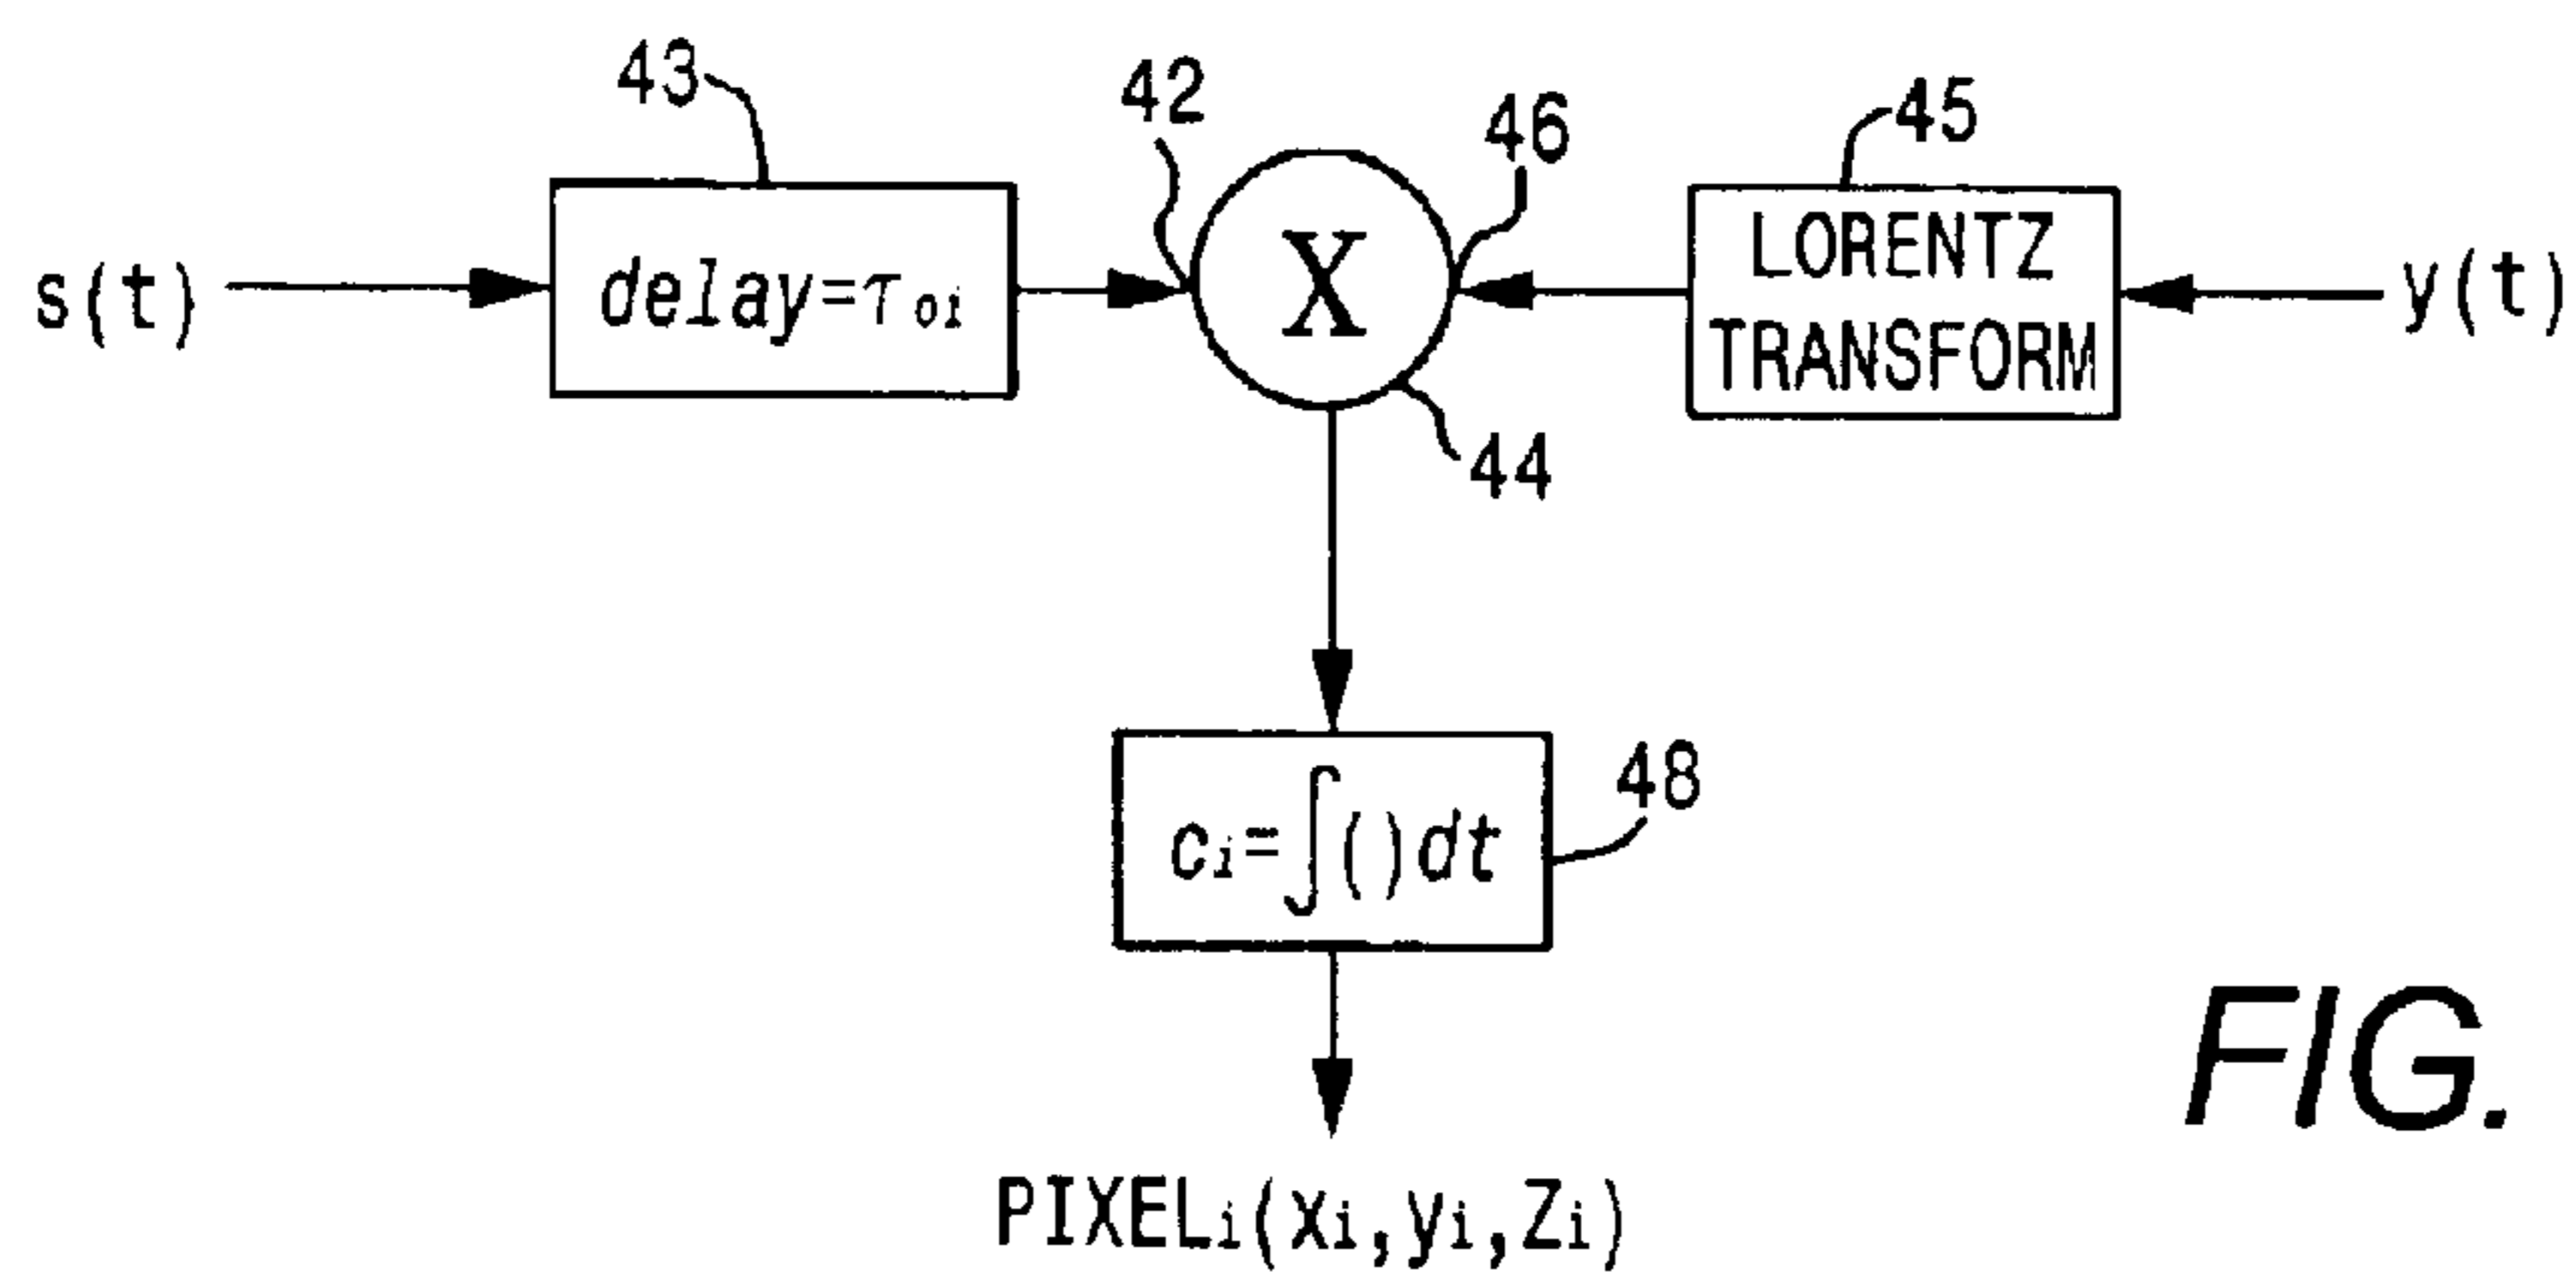 43
42
46
45
s(t)
delay=τoi
X
LORENTZ
TRANSFORM
y(t)
44
48
ci=∫()dt
FIG.
PIXELi(xi,yi,Zi)